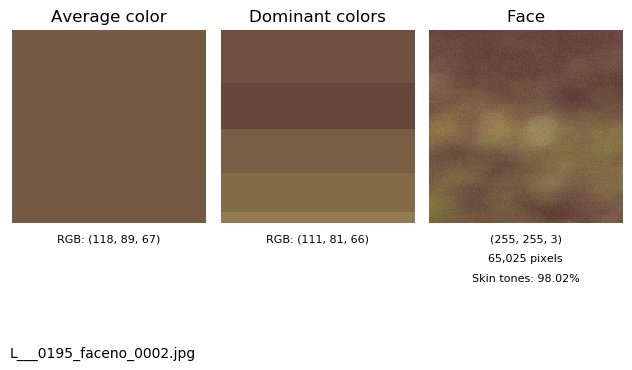 Average color
Dominant colors
Face
RGB: (118, 89, 67)
RGB: (111, 81, 66)
(255, 255, 3)
65,025 pixels
Skin tones: 98.02%
L___0195_faceno_0002.jpg